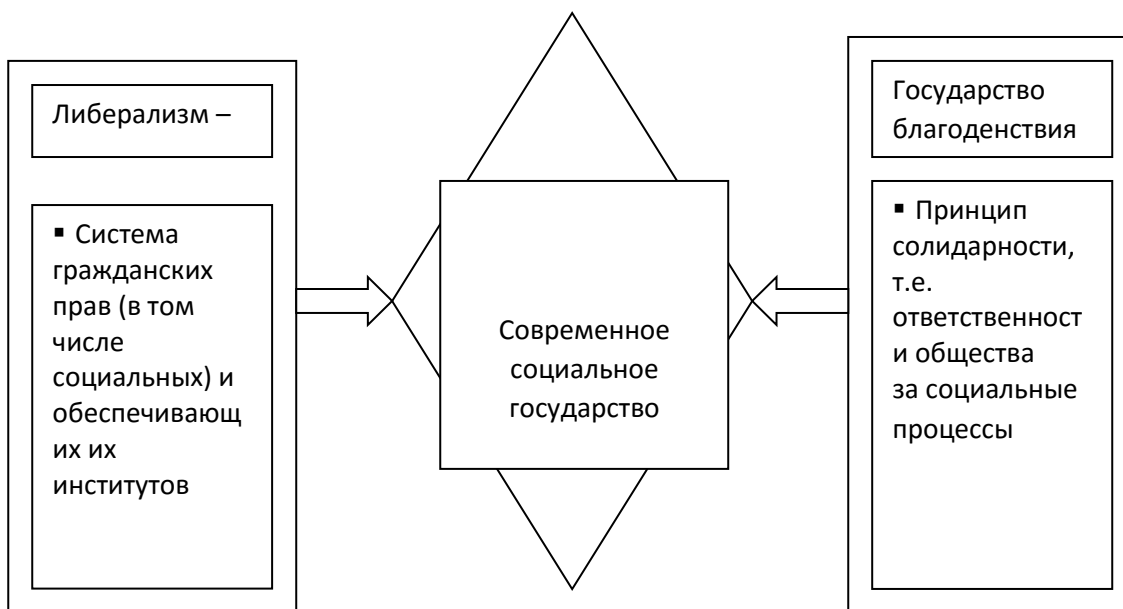 Либерализм –
▪ Система
гражданских
прав (в том
числе
социальных) и
обеспечивающ
их их
институтов
Современное
социальное
государство
Государство
благоденствия
▪ Принцип
солидарности,
т.е.
ответственност
и общества
за социальные
процессы